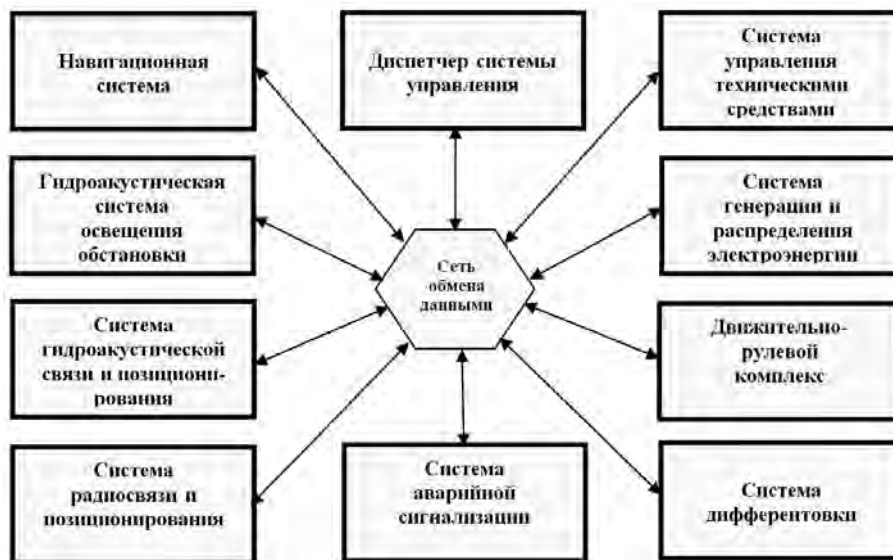 Навигационная
система
Диспетчер системы
управления
Система
управления
техническими
средствами
Гидроакустическая
система
освещения
обстановки
Сеть
обмена
данными
Система
генерации и
распределения
электроэнергии
Система
гидроакустической
связи и позициони-
рования
Движительно-
рулевой
комплекс
Система
радиосвязи и
позиционирования
Система
аварийной
сигнализации
Система
дифферентовки